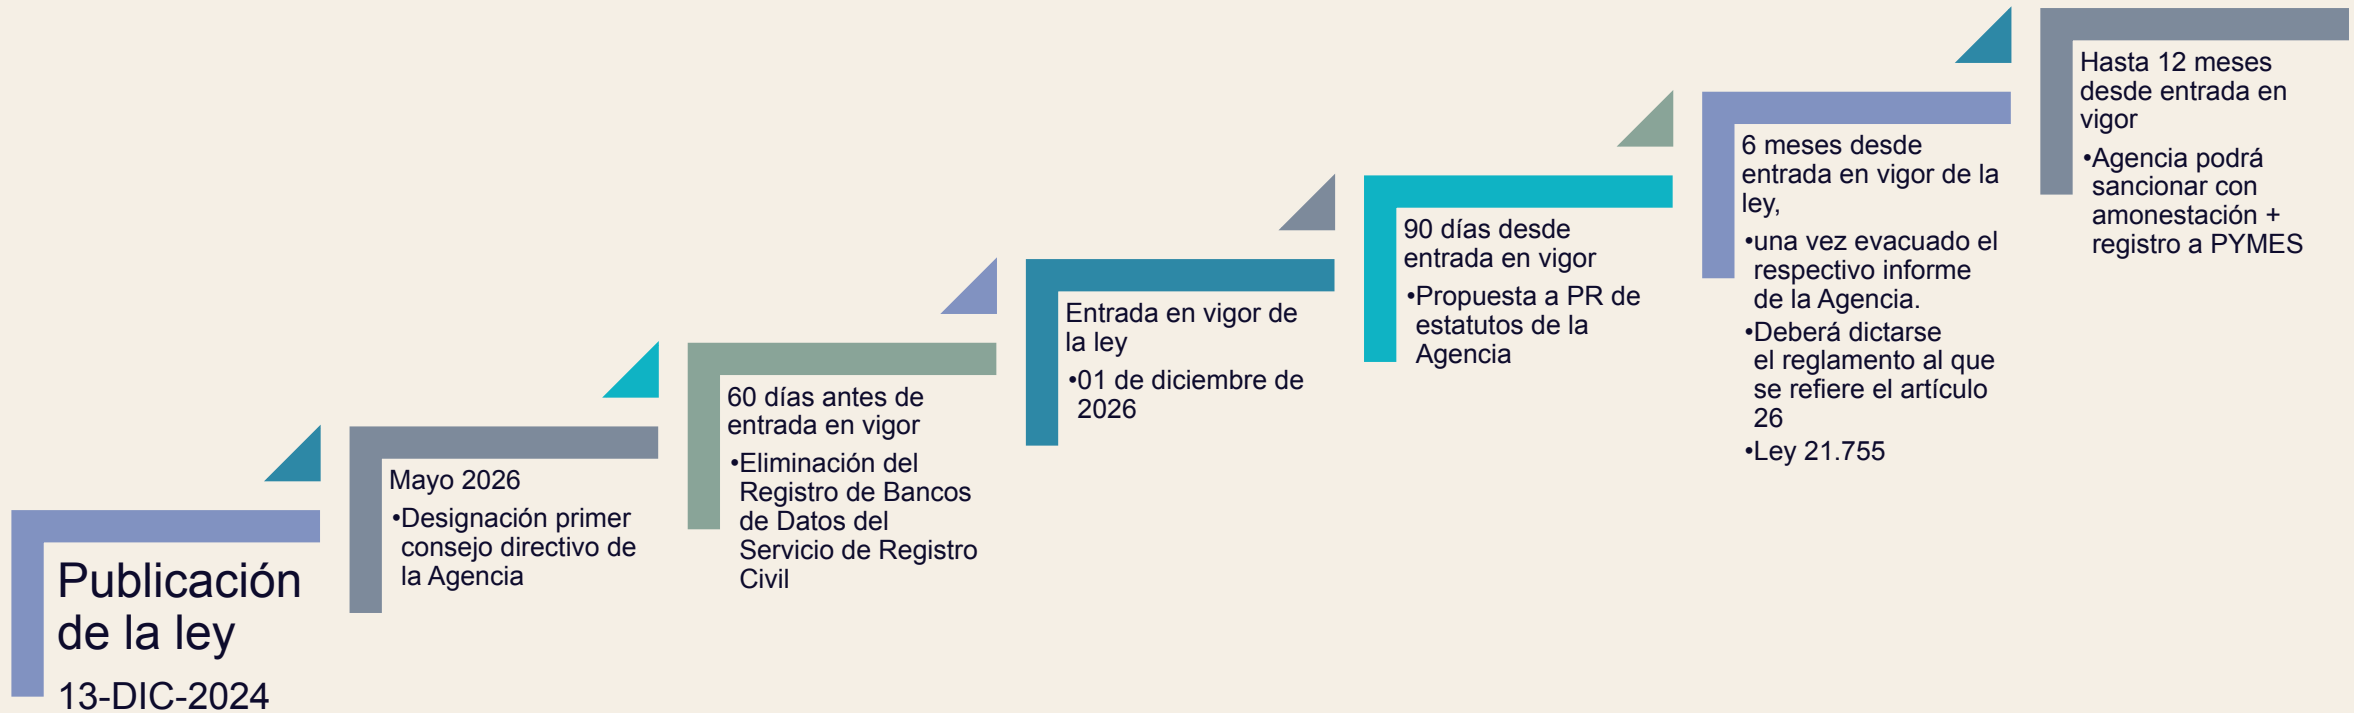 Publicación
de la ley
13-DIC-2024
Mayo 2026
•Designación primer
consejo directivo de
la Agencia
60 días antes de
entrada en vigor
•Eliminación del
Registro de Bancos
de Datos del
Servicio de Registro
Civil
Entrada en vigor de
la ley
•01 de diciembre de
2026
90 días desde
entrada en vigor
•Propuesta a PR de
estatutos de la
Agencia
6 meses desde
entrada en vigor de la
ley,
•una vez evacuado el
respectivo informe
de la Agencia.
•Deberá dictarse
el reglamento al que
se refiere el artículo
26
•Ley 21.755
Hasta 12 meses
desde entrada en
vigor
•Agencia podrá
sancionar con
amonestación +
registro a PYMES